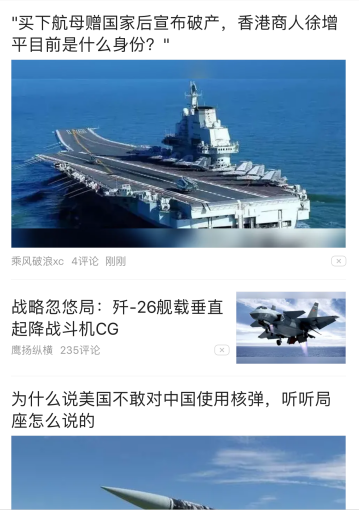 "买下航母赠国家后宣布破产，香港商人徐增
平目前是什么身份？"
乘风破浪xc 4评论 刚刚
战略忽悠局：歼-26舰载垂直
起降战斗机CG
鹰扬纵横 235评论
为什么说美国不敢对中国使用核弹，听听局
座怎么说的